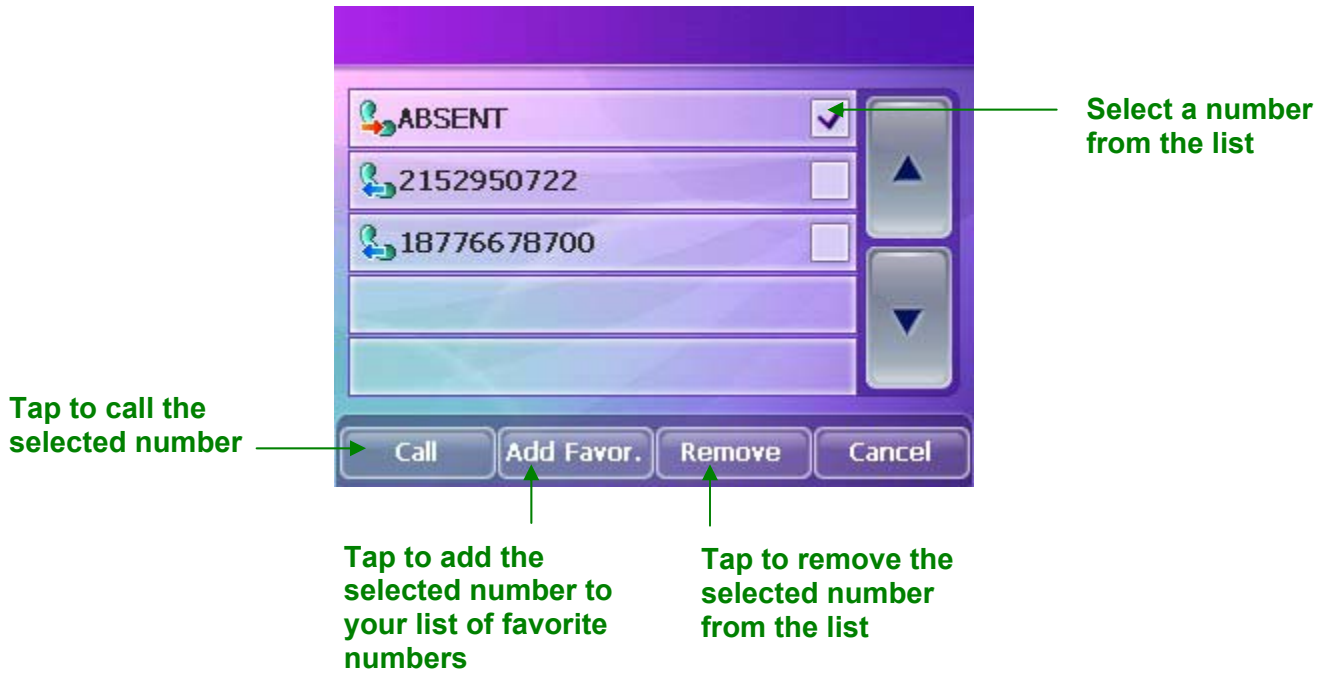 ABSENT
2152950722
18776678700
Select a number
from the list
Tap to call the
selected number
Call
Add Favor.
Remove
Cancel
Tap to add the
selected number to
your list of favorite
numbers
Tap to remove the
selected number
from the list